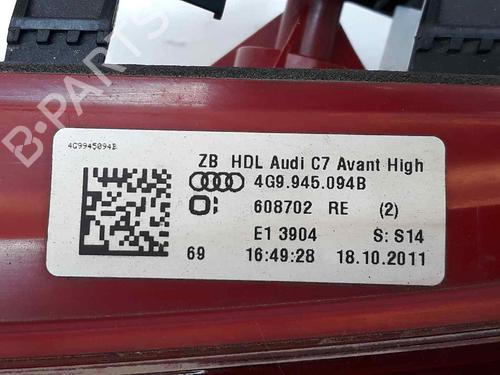 B-PARTS
4G9945094B
ZB HDL Audi C7 Avant High
4G9.945.094B
608702 RE (2)
E1 3904 S: S14
69 16:49:28 18.10.2011